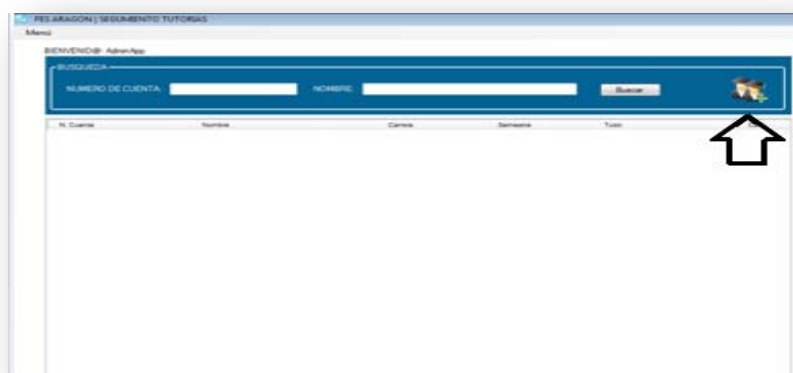 FES ARAGON | SEGUIMIENTO TUTORIAS
Menú
BIENVENID@ AdminApp
BUSQUEDA
NUMERO DE CUENTA: NOMBRE: Buscar
N. Cuenta Nombre Carrera Semestre Tutor